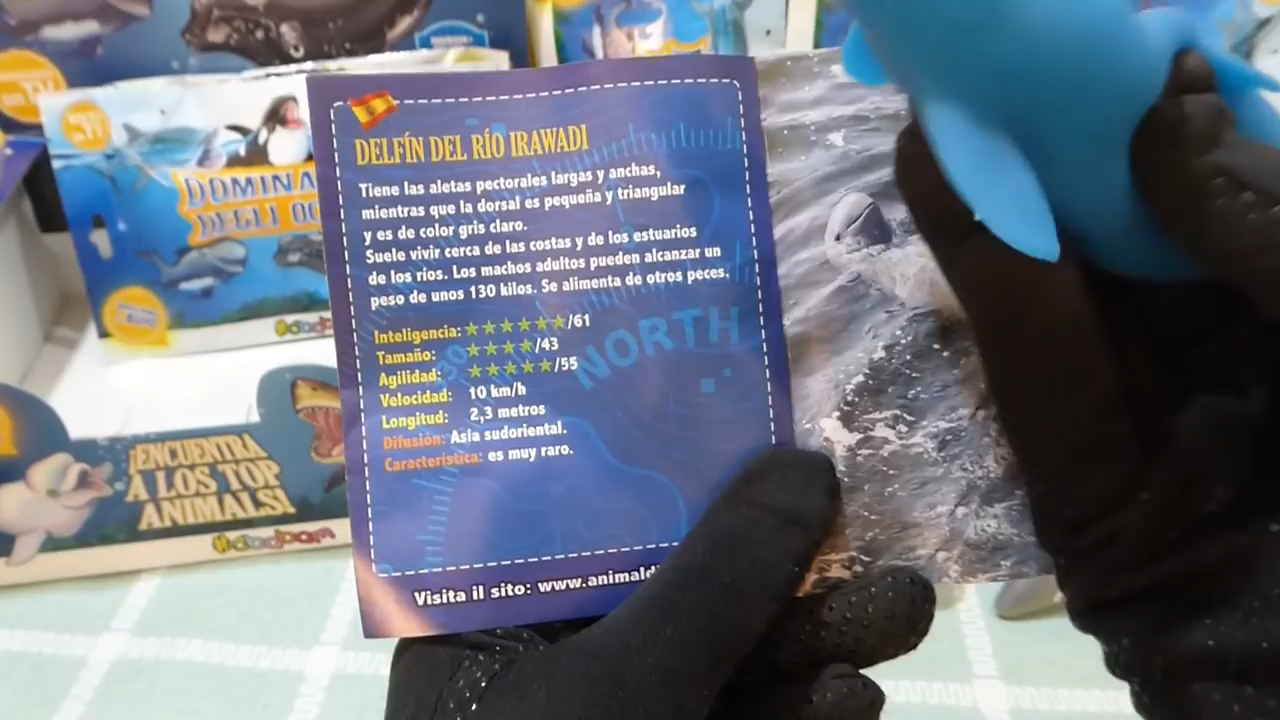 DELFÍN DEL RÍO IRAWADI
Tiene las aletas pectorales largas y anchas,
mientras que la dorsal es pequeña y triangular
y es de color gris claro.
Suele vivir cerca de las costas y de los estuarios
de los ríos. Los machos adultos pueden alcanzar un
peso de unos 130 kilos. Se alimenta de otros peces.
Inteligencia: ★★★★★★/61
Tamaño: ★★★★/43
Agilidad: ★★★★★/55
Velocidad: 10 km/h
Longitud: 2,3 metros
Difusión: Asia sudoriental.
Característica: es muy raro.
NORTH
Visita il sito: www.animald
DOMINA
DEGLI
¡ENCUENTRA
A LOS TOP
ANIMALS!